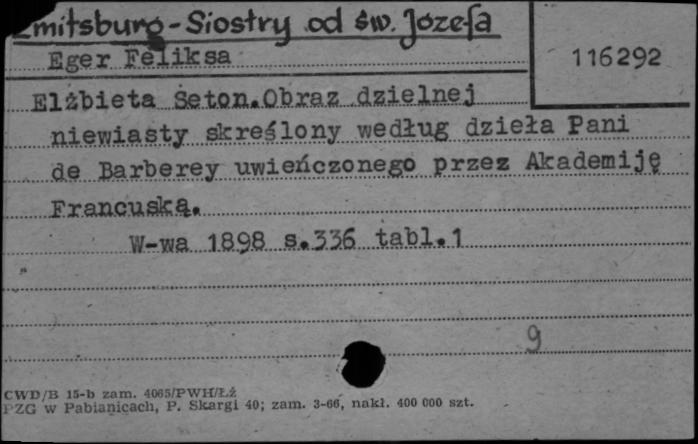 Emitsburg-Siostry od św. Józefa
Eger Feliksa
116292
Elżbieta Seton.Obraz dzielnej
niewiasty skreślony według dzieła Pani
de Barberey uwieńczonego przez Akademiję
Francuską.
W-wa 1898 s.336 tabl.1
9
CWD/B 15-b zam. 4065/PWH/Łż
PZG w Pabianicach, P. Skargi 40; zam. 3-66, nakł. 400 000 szt.